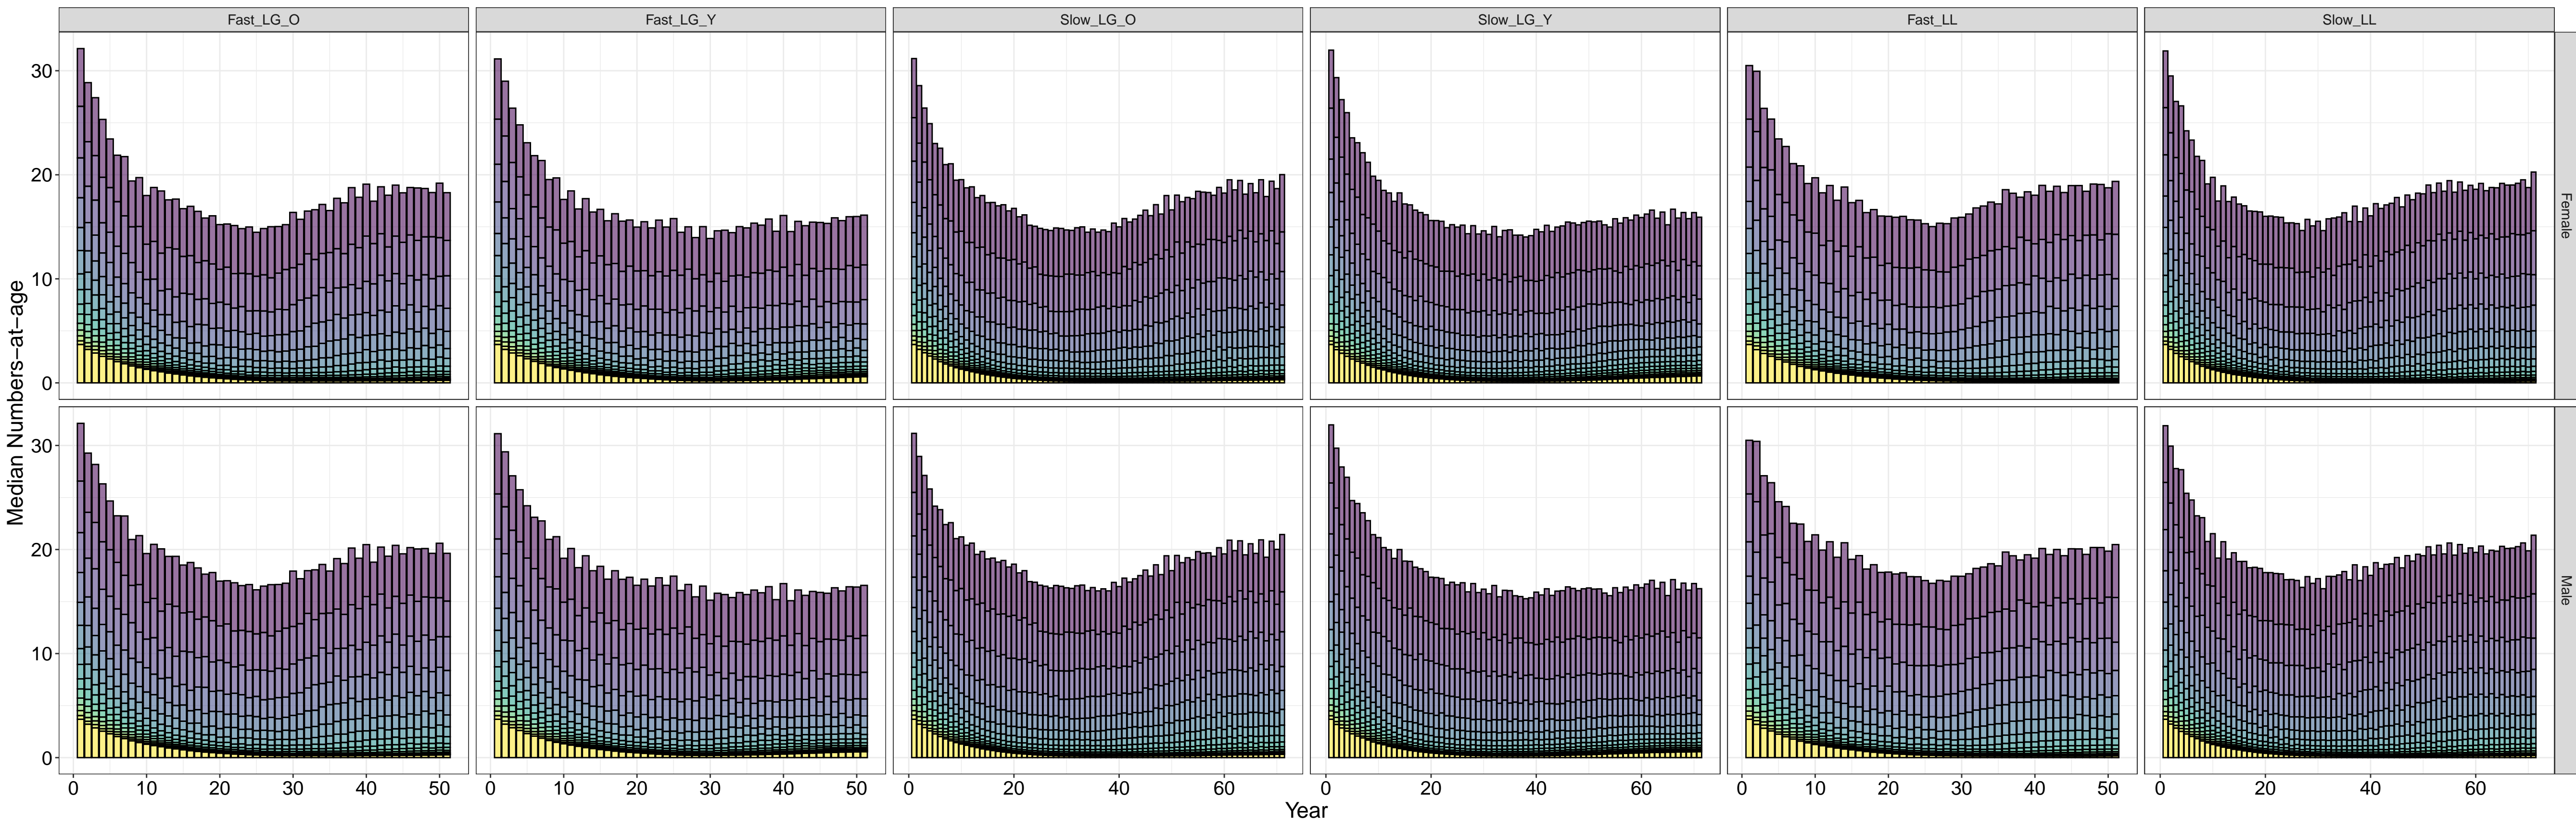 Fast_LG_O Fast_LG_Y Slow_LG_O Slow_LG_Y Fast_LL Slow_LL
30
20
10
0
Female
30
20
10
0
Male
Median Numbers−at−age
0 10 20 30 40 50 0 10 20 30 40 50 0 20 40 60 0 20 40 60 0 10 20 30 40 50 0 20 40 60
Year